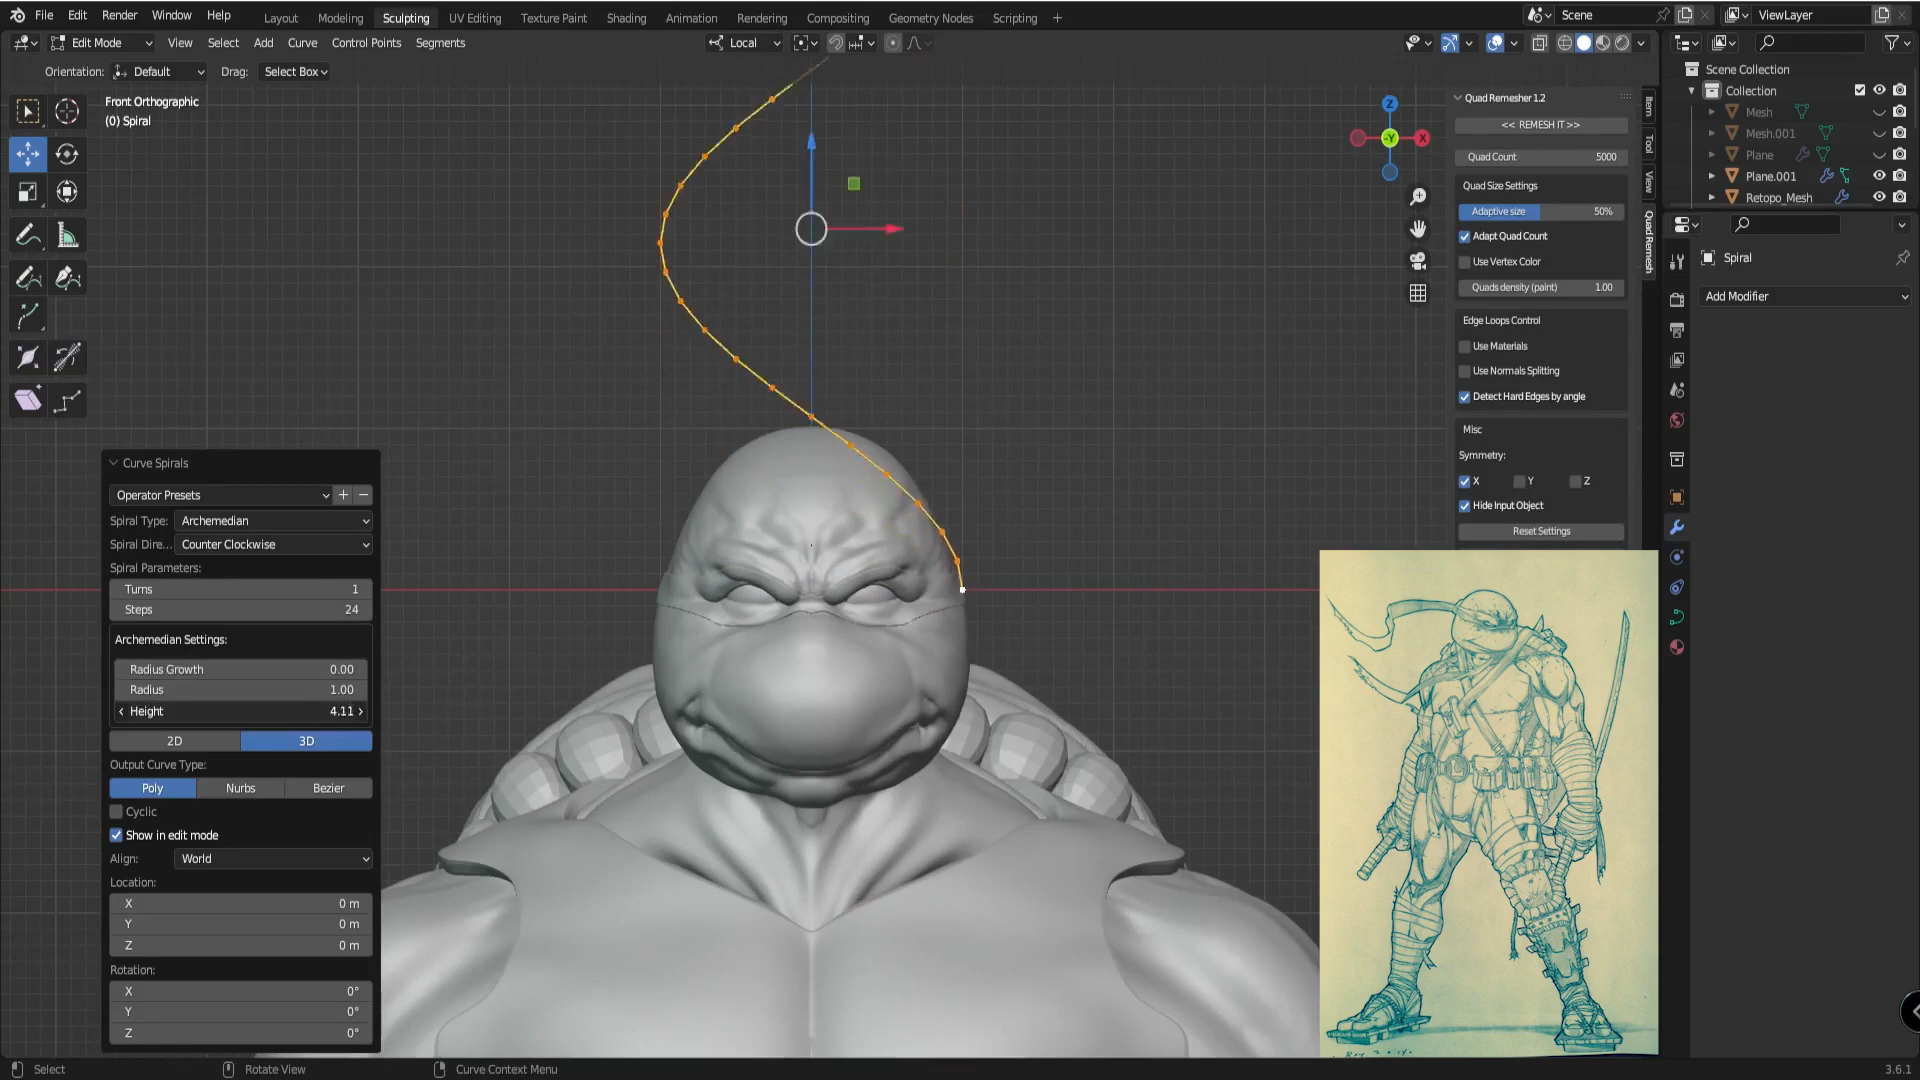 File Edit Render Window Help Layout Modeling Sculpting UV Editing Texture Paint Shading Animation Rendering Compositing Geometry Nodes Scripting + Scene ViewLayer
Edit Mode View Select Add Curve Control Points Segments Local
Orientation: Default Drag: Select Box
Front Orthographic
(0) Spiral
Z
-Y
X
Quad Remesher 1.2
<< REMESH IT >>
Quad Count 5000
Quad Size Settings
Adaptive size 50%
Adapt Quad Count
Use Vertex Color
Quads density (paint) 1.00
Edge Loops Control
Use Materials
Use Normals Splitting
Detect Hard Edges by angle
Misc
Symmetry:
X Y Z
Hide Input Object
Reset Settings
Item
Tool
View
Quad Remesh
Scene Collection
Collection
Mesh
Mesh.001
Plane
Plane.001
Retopo_Mesh
Spiral
Add Modifier
Curve Spirals
Operator Presets
Spiral Type: Archemedian
Spiral Dire... Counter Clockwise
Spiral Parameters:
Turns 1
Steps 24
Archemedian Settings:
Radius Growth 0.00
Radius 1.00
Height 4.11
2D 3D
Output Curve Type:
Poly Nurbs Bezier
Cyclic
Show in edit mode
Align: World
Location:
X 0 m
Y 0 m
Z 0 m
Rotation:
X 0°
Y 0°
Z 0°
Select Rotate View Curve Context Menu 3.6.1